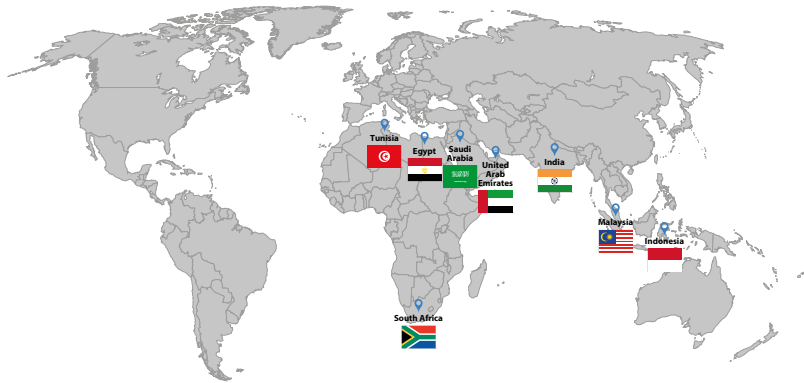 Tunisia
Egypt
Saudi
Arabia
United
Arab
Emirates
India
Malaysia
Indonesia
South Africa